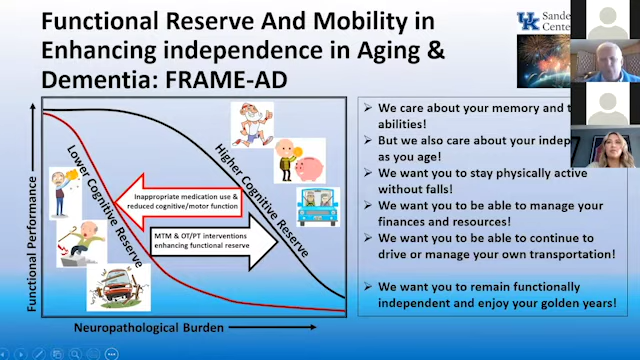 Functional Reserve And Mobility in
Enhancing independence in Aging &
Dementia: FRAME-AD
UK
Sande
Cente
Functional Performance
Lower Cognitive Reserve
Higher Cognitive Reserve
Inappropriate medication use &
reduced cognitive/motor function
MTM & OT/PT interventions
enhancing functional reserve
Neuropathological Burden
➢ We care about your memory and t
abilities!
➢ But we also care about your indep
as you age!
➢ We want you to stay physically active
without falls!
➢ We want you to be able to manage your
finances and resources!
➢ We want you to be able to continue to
drive or manage your own transportation!
➢ We want you to remain functionally
independent and enjoy your golden years!